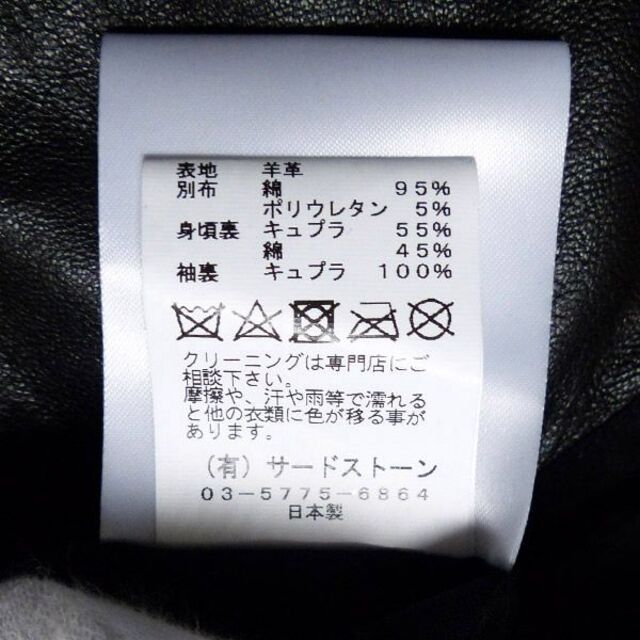 表地 羊革
別布 綿 95%
ポリウレタン 5%
身頃裏 キュプラ 55%
綿 45%
袖裏 キュプラ 100%
クリーニングは専門店にご
相談下さい。
摩擦や、汗や雨等で濡れる
と他の衣類に色が移る事が
あります。
(有) サードストーン
03-5775-6864
日本製